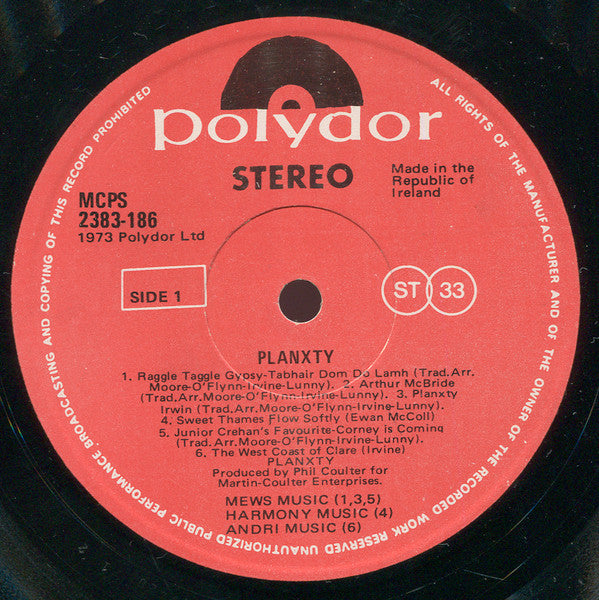 polydor
STEREO
Made in the
Republic of
Ireland
MCPS
2383-186
1973 Polydor Ltd
SIDE 1
ST 33
PLANXTY
1. Raggle Taggle Gyosy-Tabhair Dom Do Lamh (Trad.Arr.
Moore-O'Flynn-Irvine-Lunny). 2. Arthur McBride
(Trad.Arr.Moore-O'Flynn-Irvine-Lunny). 3. Planxty
Irwin (Trad.Arr.Moore-O'Flynn-Irvine-Lunny).
4. Sweet Thames Flow Softly (Ewan McColl)
5. Junior Crehan's Favourite-Corney is Coming
(Trad.Arr.Moore-O'Flynn-Irvine-Lunny).
6. The West Coast of Clare (Irvine)
PLANXTY
Produced by Phil Coulter for
Martin-Coulter Enterprises.
MEWS MUSIC (1,3,5)
HARMONY MUSIC (4)
ANDRI MUSIC (6)
ALL RIGHTS OF THE MANUFACTURER AND OF THE OWNER OF THE RECORDED WORK RESERVED UNAUTHORIZED PUBLIC PERFORMANCE BROADCASTING AND COPYING OF THIS RECORD PROHIBITED